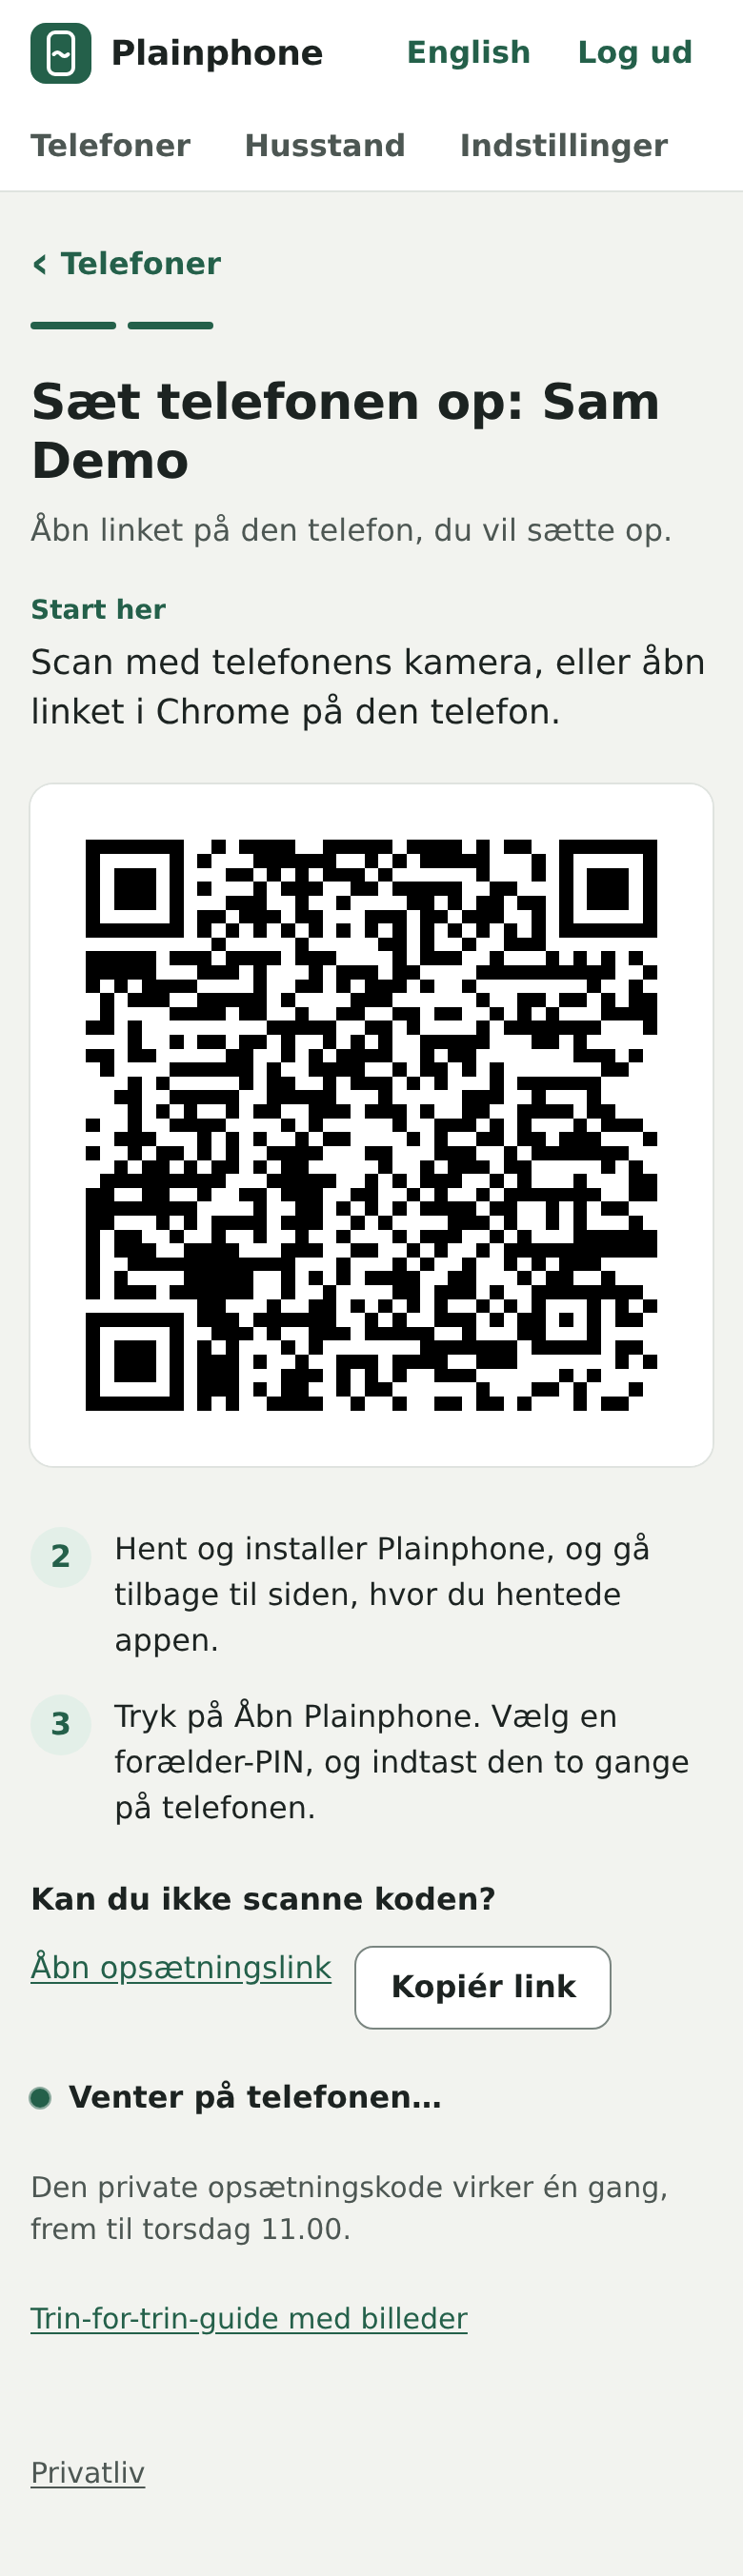 Plainphone
English
Log ud
Telefoner
Husstand
Indstillinger
‹ Telefoner
Sæt telefonen op: Sam
Demo
Åbn linket på den telefon, du vil sætte op.
Start her
Scan med telefonens kamera, eller åbn
linket i Chrome på den telefon.
2
Hent og installer Plainphone, og gå
tilbage til siden, hvor du hentede
appen.
3
Tryk på Åbn Plainphone. Vælg en
forælder-PIN, og indtast den to gange
på telefonen.
Kan du ikke scanne koden?
Åbn opsætningslink
Kopiér link
Venter på telefonen…
Den private opsætningskode virker én gang,
frem til torsdag 11.00.
Trin-for-trin-guide med billeder
Privatliv